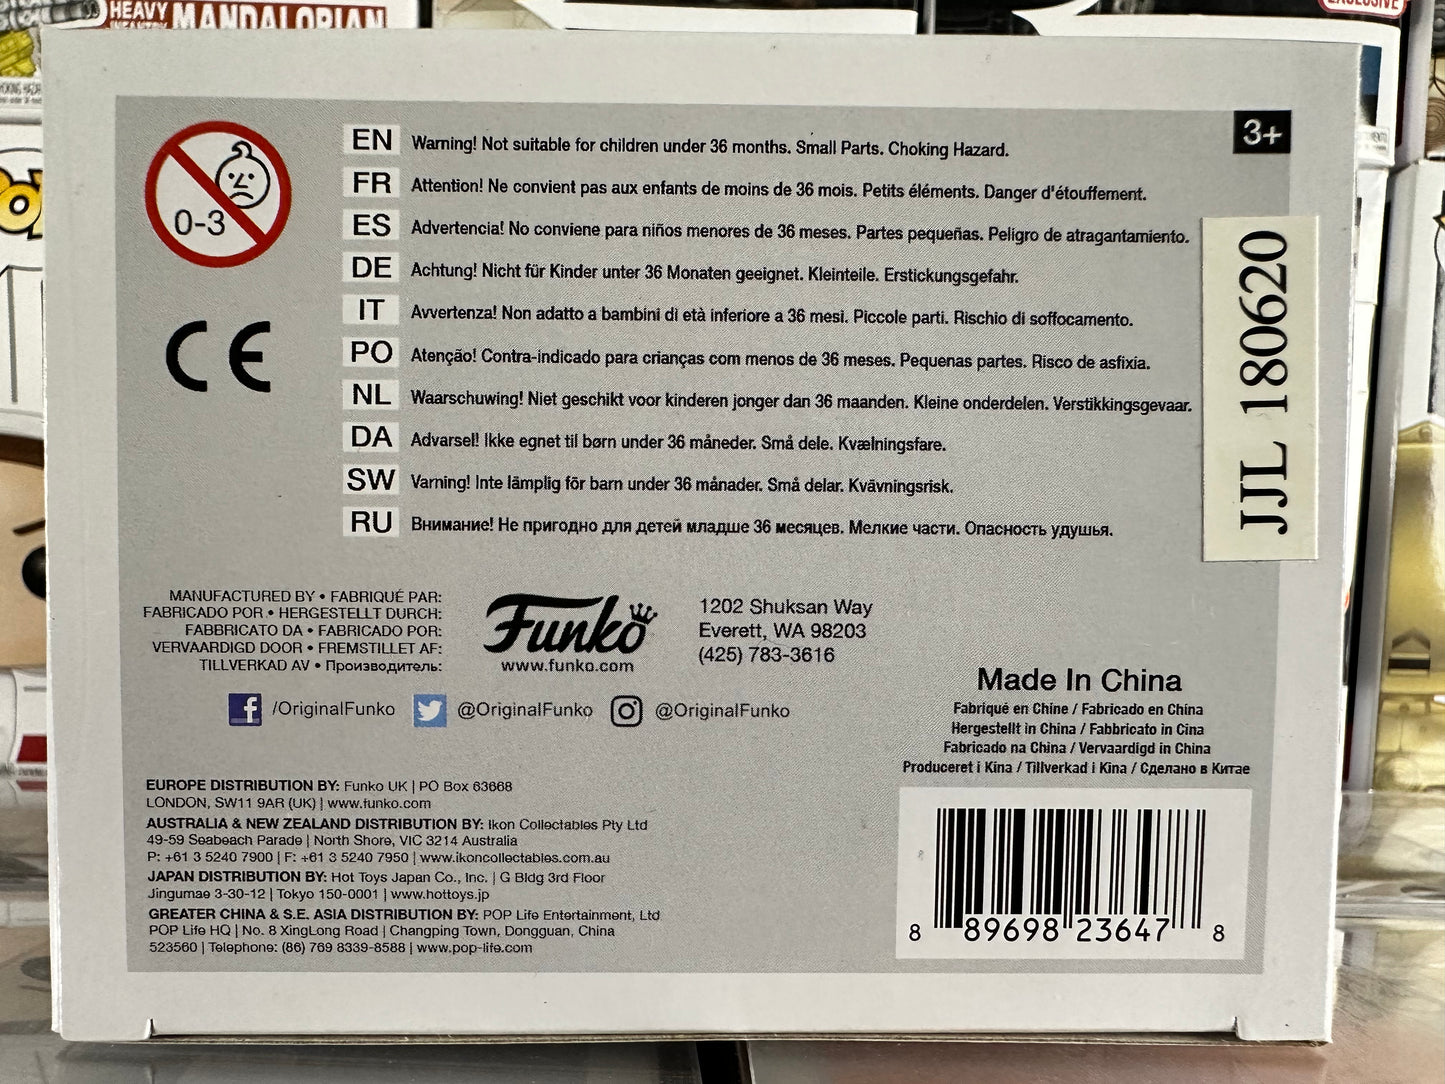 HEAVY
INFANTRY MANDALORIAN
EXCLUSIVE
3+
0-3
EN Warning! Not suitable for children under 36 months. Small Parts. Choking Hazard.
FR Attention! Ne convient pas aux enfants de moins de 36 mois. Petits éléments. Danger d'étouffement.
ES Advertencia! No conviene para niños menores de 36 meses. Partes pequeñas. Peligro de atragantamiento.
DE Achtung! Nicht für Kinder unter 36 Monaten geeignet. Kleinteile. Erstickungsgefahr.
IT Avvertenza! Non adatto a bambini di età inferiore a 36 mesi. Piccole parti. Rischio di soffocamento.
PO Atenção! Contra-indicado para crianças com menos de 36 meses. Pequenas partes. Risco de asfixia.
NL Waarschuwing! Niet geschikt voor kinderen jonger dan 36 maanden. Kleine onderdelen. Verstikkingsgevaar.
DA Advarsel! Ikke egnet til børn under 36 måneder. Små dele. Kvælningsfare.
SW Varning! Inte lämplig för barn under 36 månader. Små delar. Kvävningsrisk.
RU Внимание! Не пригодно для детей младше 36 месяцев. Мелкие части. Опасность удушья.
CE
JJL 180620
MANUFACTURED BY • FABRIQUÉ PAR:
FABRICADO POR • HERGESTELLT DURCH:
FABBRICATO DA • FABRICADO POR:
VERVAARDIGD DOOR • FREMSTILLET AF:
TILLVERKAD AV • Производитель:
Funko
www.funko.com
1202 Shuksan Way
Everett, WA 98203
(425) 783-3616
/OriginalFunko @OriginalFunko @OriginalFunko
Made In China
Fabriqué en Chine / Fabricado en China
Hergestellt in China / Fabbricato in Cina
Fabricado na China / Vervaardigd in China
Produceret i Kina / Tillverkad i Kina / Сделано в Китае
EUROPE DISTRIBUTION BY: Funko UK | PO Box 63668
LONDON, SW11 9AR (UK) | www.funko.com
AUSTRALIA & NEW ZEALAND DISTRIBUTION BY: Ikon Collectables Pty Ltd
49-59 Seabeach Parade | North Shore, VIC 3214 Australia
P: +61 3 5240 7900 | F: +61 3 5240 7950 | www.ikoncollectables.com.au
JAPAN DISTRIBUTION BY: Hot Toys Japan Co., Inc. | G Bldg 3rd Floor
Jingumae 3-30-12 | Tokyo 150-0001 | www.hottoys.jp
GREATER CHINA & S.E. ASIA DISTRIBUTION BY: POP Life Entertainment, Ltd
POP Life HQ | No. 8 XingLong Road | Changping Town, Dongguan, China
523560 | Telephone: (86) 769 8339-8588 | www.pop-life.com
8 89698 23647 8